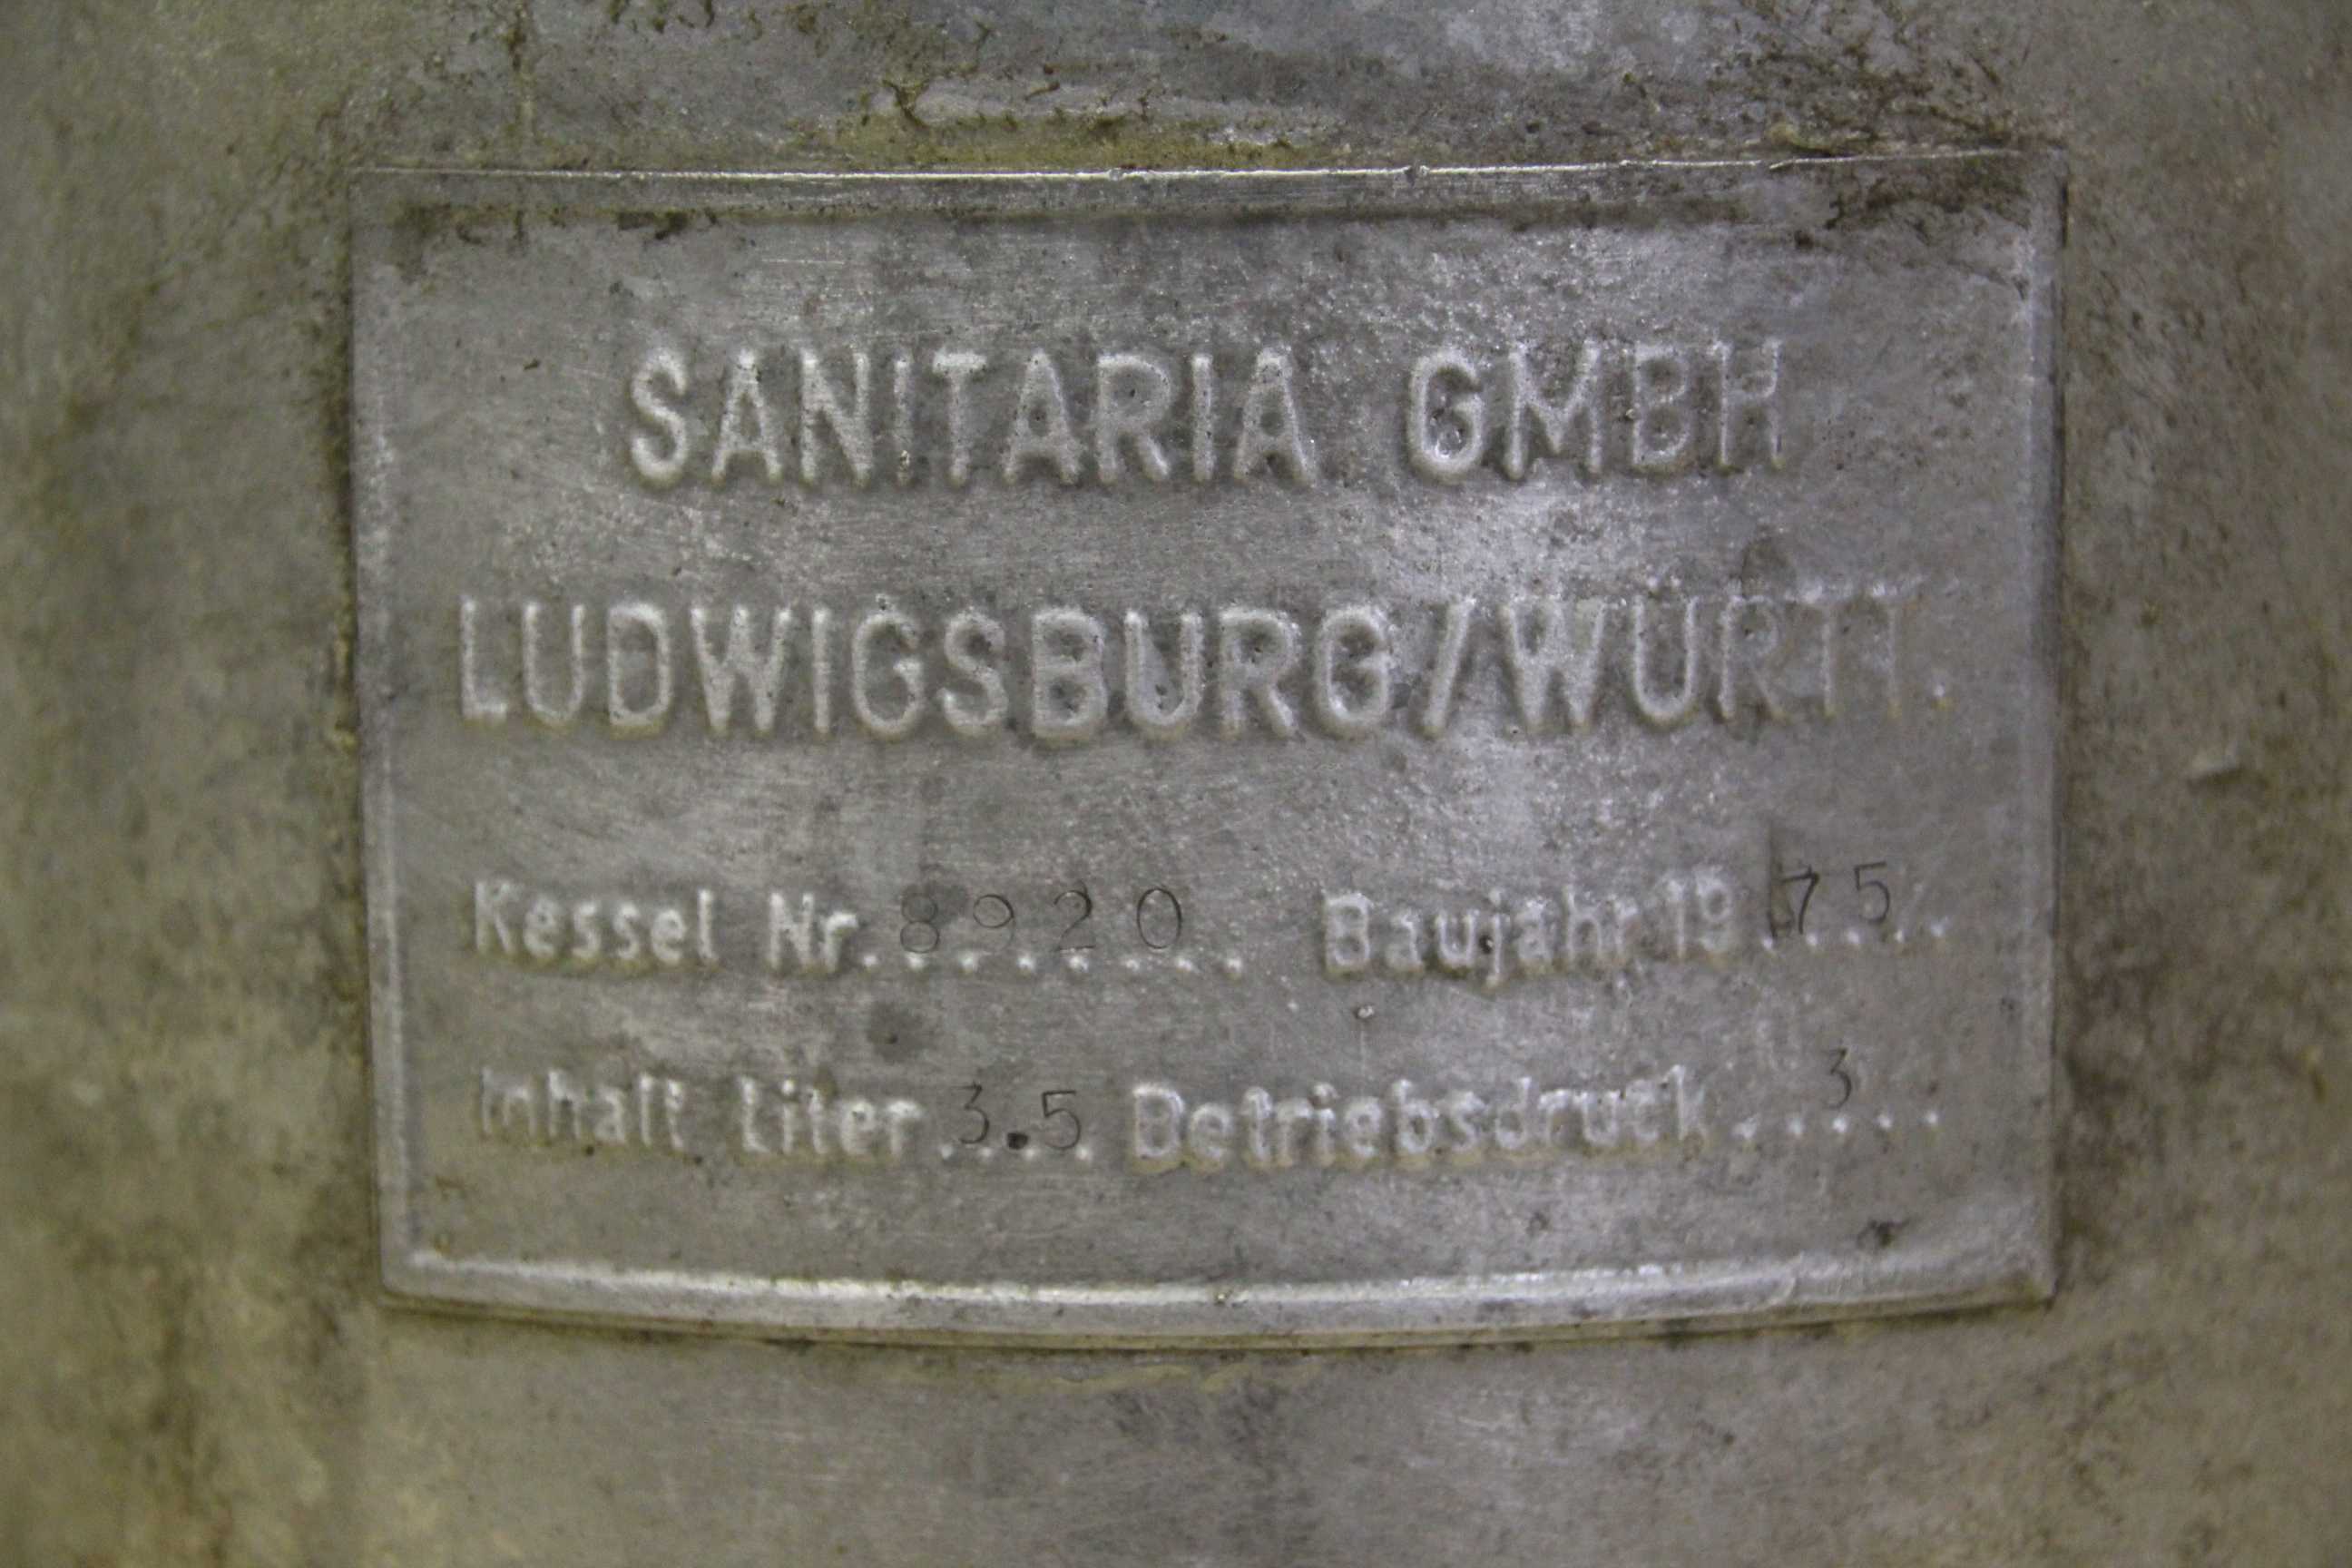 SANITARIA GMBH
LUDWIGSBURG/WÜRTT.
Kessel Nr. 8920 Baujahr 1975
Inhalt Liter 3.5 Betriebsdruck 3